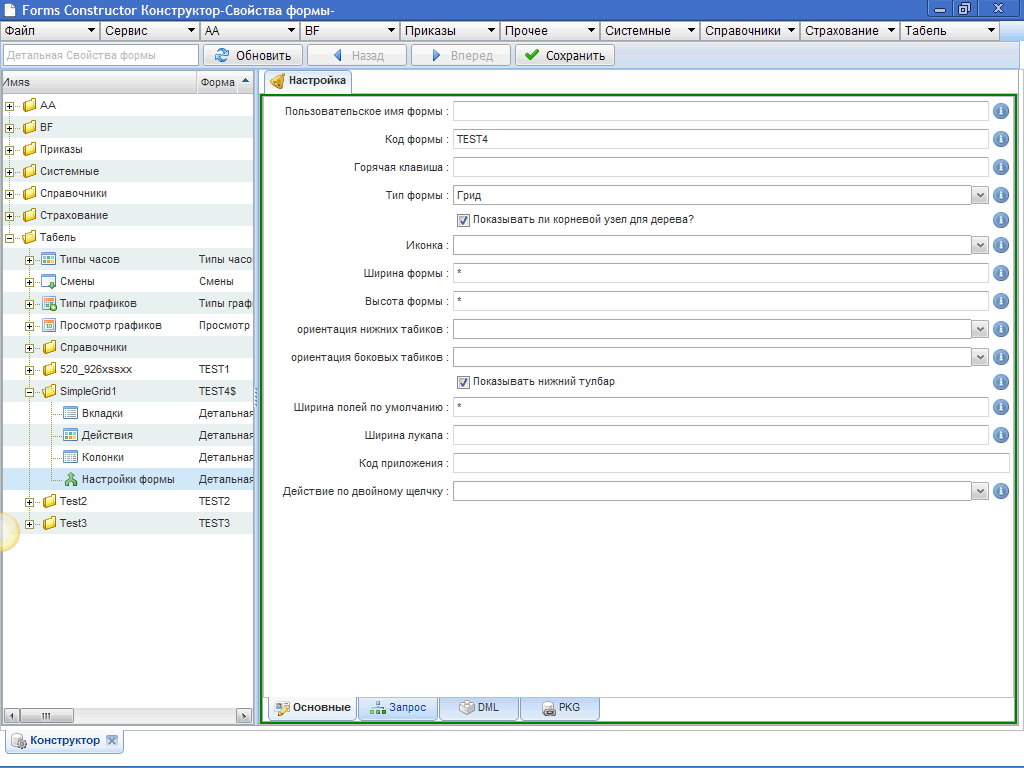 Forms Constructor Конструктор-Свойства формы-
Файл Сервис АА BF Приказы Прочее Системные Справочники Страхование Табель
Детальная Свойства формы Обновить Назад Вперед Сохранить
Имяя Форма
Настройка
АА
BF
Приказы
Системные
Справочники
Страхование
Табель
Типы часов Типы часо
Смены Смены
Типы графиков Типы граф
Просмотр графиков Просмотр
Справочники
520_926xssxx TEST1
SimpleGrid1 TEST4$
Вкладки Детальная
Действия Детальная
Колонки Детальная
Настройки формы Детальная
Test2 TEST2
Test3 TEST3
Пользовательское имя формы :
Код формы : TEST4
Горячая клавиша :
Тип формы : Грид
Показывать ли корневой узел для дерева?
Иконка :
Ширина формы : *
Высота формы : *
ориентация нижних табиков :
ориентация боковых табиков :
Показывать нижний тулбар
Ширина полей по умолчанию : *
Ширина лукапа :
Код приложения :
Действие по двойному щелчку :
Основные Запрос DML PKG
Конструктор